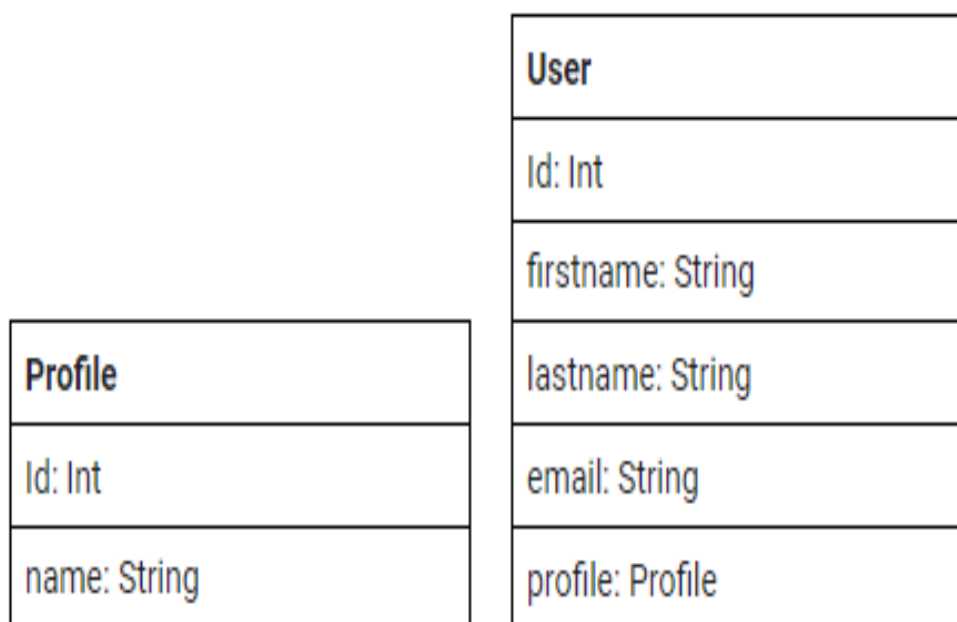 Profile
Id: Int
name: String
User
Id: Int
firstname: String
lastname: String
email: String
profile: Profile